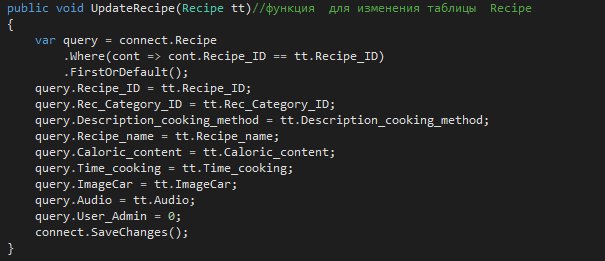 public void UpdateRecipe(Recipe tt)//функция  для изменения таблицы  Recipe
{
    var query = connect.Recipe
        .Where(cont => cont.Recipe_ID == tt.Recipe_ID)
        .FirstOrDefault();
    query.Recipe_ID = tt.Recipe_ID;
    query.Rec_Category_ID = tt.Rec_Category_ID;
    query.Description_cooking_method = tt.Description_cooking_method;
    query.Recipe_name = tt.Recipe_name;
    query.Caloric_content = tt.Caloric_content;
    query.Time_cooking = tt.Time_cooking;
    query.ImageCar = tt.ImageCar;
    query.Audio = tt.Audio;
    query.User_Admin = 0;
    connect.SaveChanges();
}